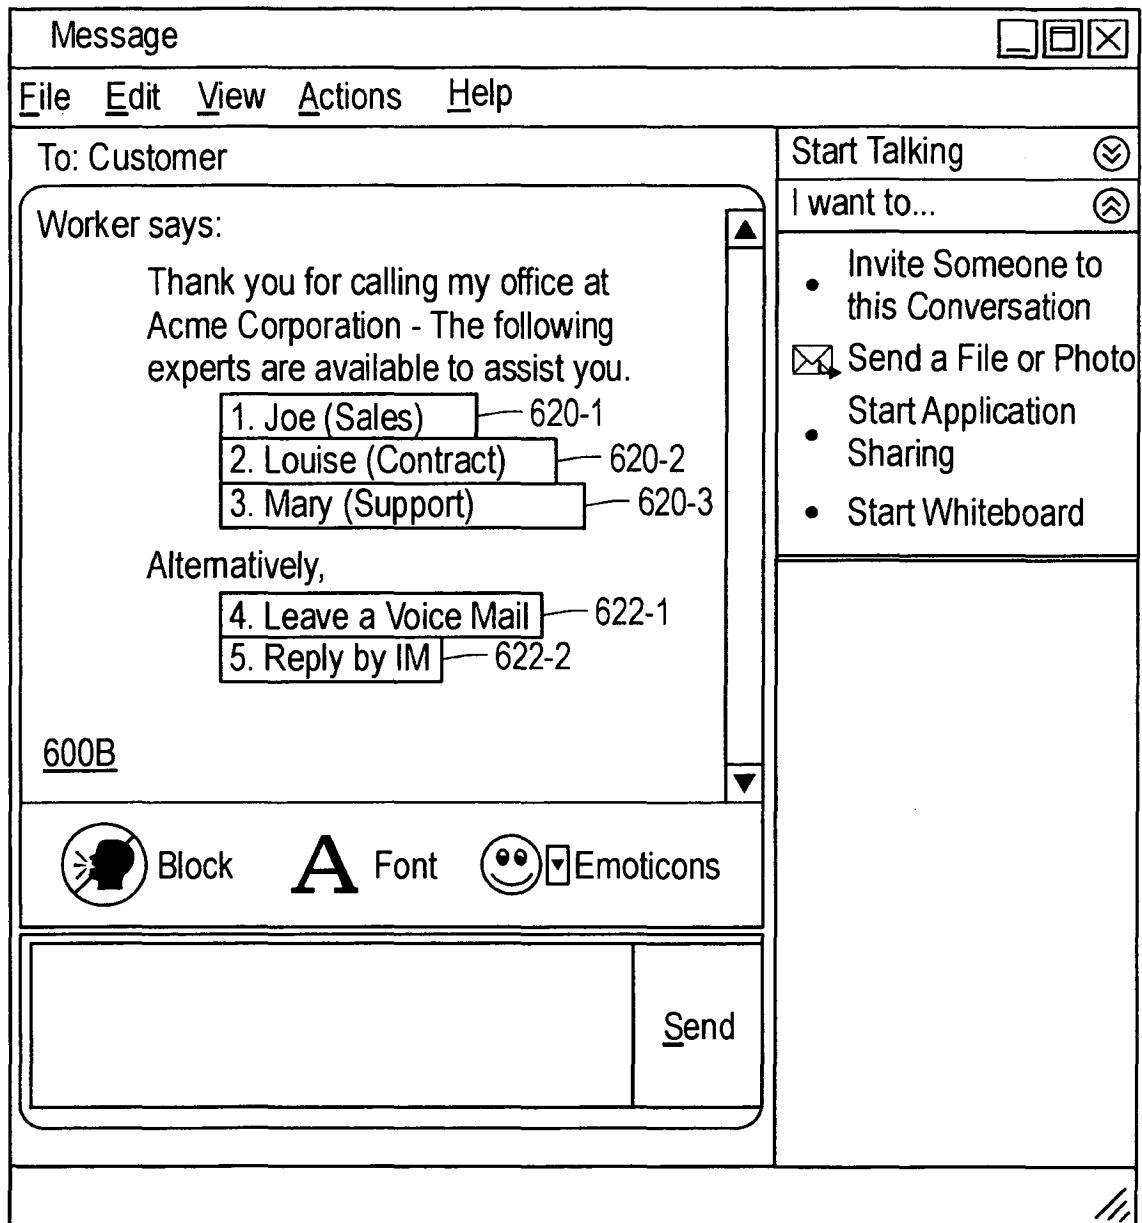 Message
File Edit View Actions Help
To: Customer
Worker says:
Thank you for calling my office at
Acme Corporation - The following
experts are available to assist you.
1. Joe (Sales) 620-1
2. Louise (Contract) 620-2
3. Mary (Support) 620-3
Alternatively,
4. Leave a Voice Mail 622-1
5. Reply by IM 622-2
600B
Block A Font Emoticons
Send
Start Talking
I want to...
Invite Someone to
this Conversation
Send a File or Photo
Start Application
Sharing
Start Whiteboard